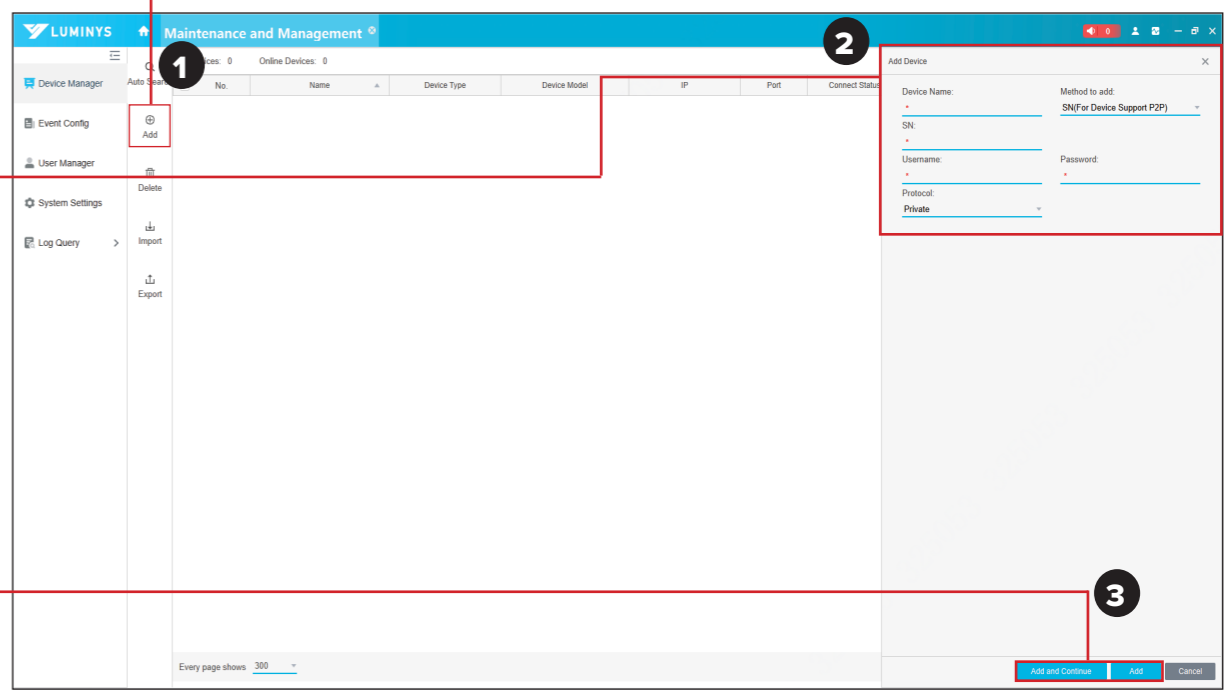 LUMINYS
Maintenance and Management
0
1
2
3
Device Manager
Event Config
User Manager
System Settings
Log Query
Add
Delete
Import
Export
0 Online Devices: 0
No. Name Device Type Device Model IP Port Connect Status
Every page shows 300
Add Device
Device Name: Method to add:
* SN(For Device Support P2P)
SN:
*
Username: Password:
* *
Protocol:
Private
Add and Continue Add Cancel